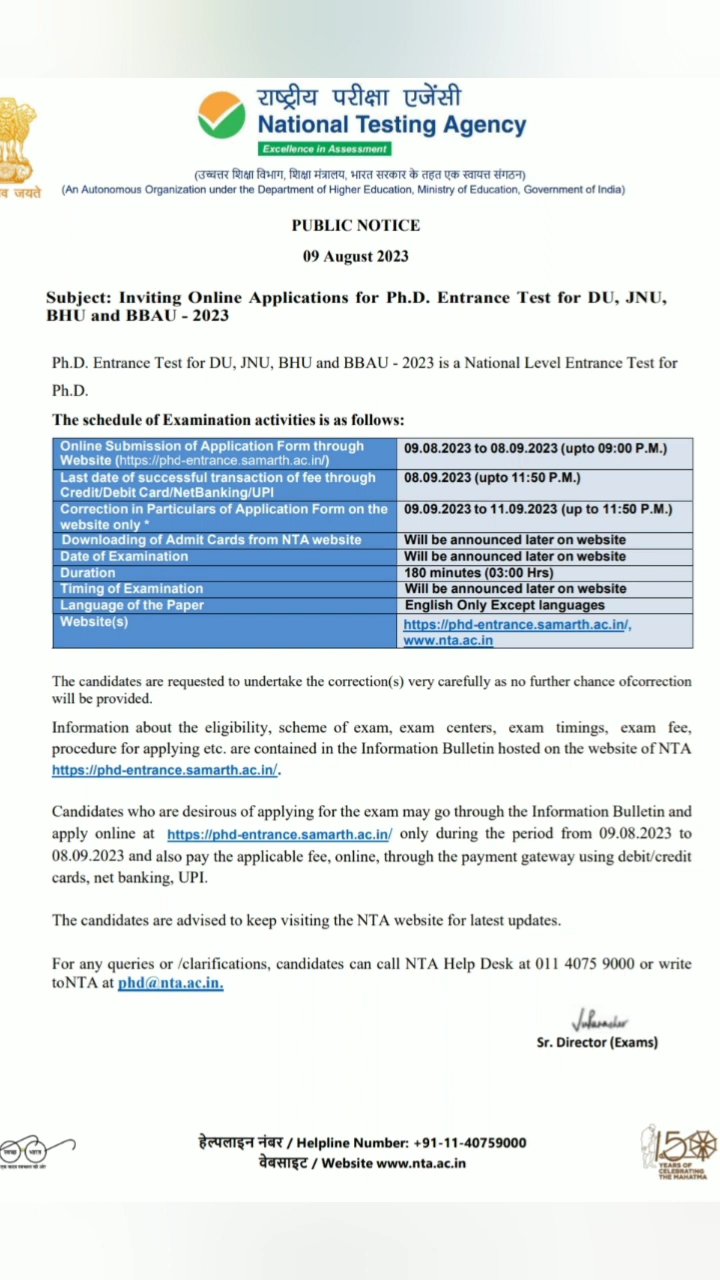 राष्ट्रीय परीक्षा एजेंसी
National Testing Agency
Excellence in Assessment
(उच्चतर शिक्षा विभाग, शिक्षा मंत्रालय, भारत सरकार के तहत एक स्वायत्त संगठन)
जयते
(An Autonomous Organization under the Department of Higher Education, Ministry of Education, Government of India)
PUBLIC NOTICE
09 August 2023
Subject: Inviting Online Applications for Ph.D. Entrance Test for DU, JNU,
BHU and BBAU - 2023
Ph.D. Entrance Test for DU, JNU, BHU and BBAU - 2023 is a National Level Entrance Test for
Ph.D.
The schedule of Examination activities is as follows:
Online Submission of Application Form through
Website (https://phd-entrance.samarth.ac.in/)
09.08.2023 to 08.09.2023 (upto 09:00 P.M.)
Last date of successful transaction of fee through
Credit/Debit Card/NetBanking/UPI
08.09.2023 (upto 11:50 P.M.)
Correction in Particulars of Application Form on the
website only *
09.09.2023 to 11.09.2023 (up to 11:50 P.M.)
Downloading of Admit Cards from NTA website Will be announced later on website
Date of Examination Will be announced later on website
Duration 180 minutes (03:00 Hrs)
Timing of Examination Will be announced later on website
Language of the Paper English Only Except languages
Website(s) https://phd-entrance.samarth.ac.in/,
www.nta.ac.in
The candidates are requested to undertake the correction(s) very carefully as no further chance ofcorrection
will be provided.
Information about the eligibility, scheme of exam, exam centers, exam timings, exam fee,
procedure for applying etc. are contained in the Information Bulletin hosted on the website of NTA
https://phd-entrance.samarth.ac.in/.
Candidates who are desirous of applying for the exam may go through the Information Bulletin and
apply online at https://phd-entrance.samarth.ac.in/ only during the period from 09.08.2023 to
08.09.2023 and also pay the applicable fee, online, through the payment gateway using debit/credit
cards, net banking, UPI.
The candidates are advised to keep visiting the NTA website for latest updates.
For any queries or /clarifications, candidates can call NTA Help Desk at 011 4075 9000 or write
toNTA at phd@nta.ac.in.
Sr. Director (Exams)
हेल्पलाइन नंबर / Helpline Number: +91-11-40759000
वेबसाइट / Website www.nta.ac.in
स्वच्छ भारत
150
YEARS OF
CELEBRATING
THE MAHATMA